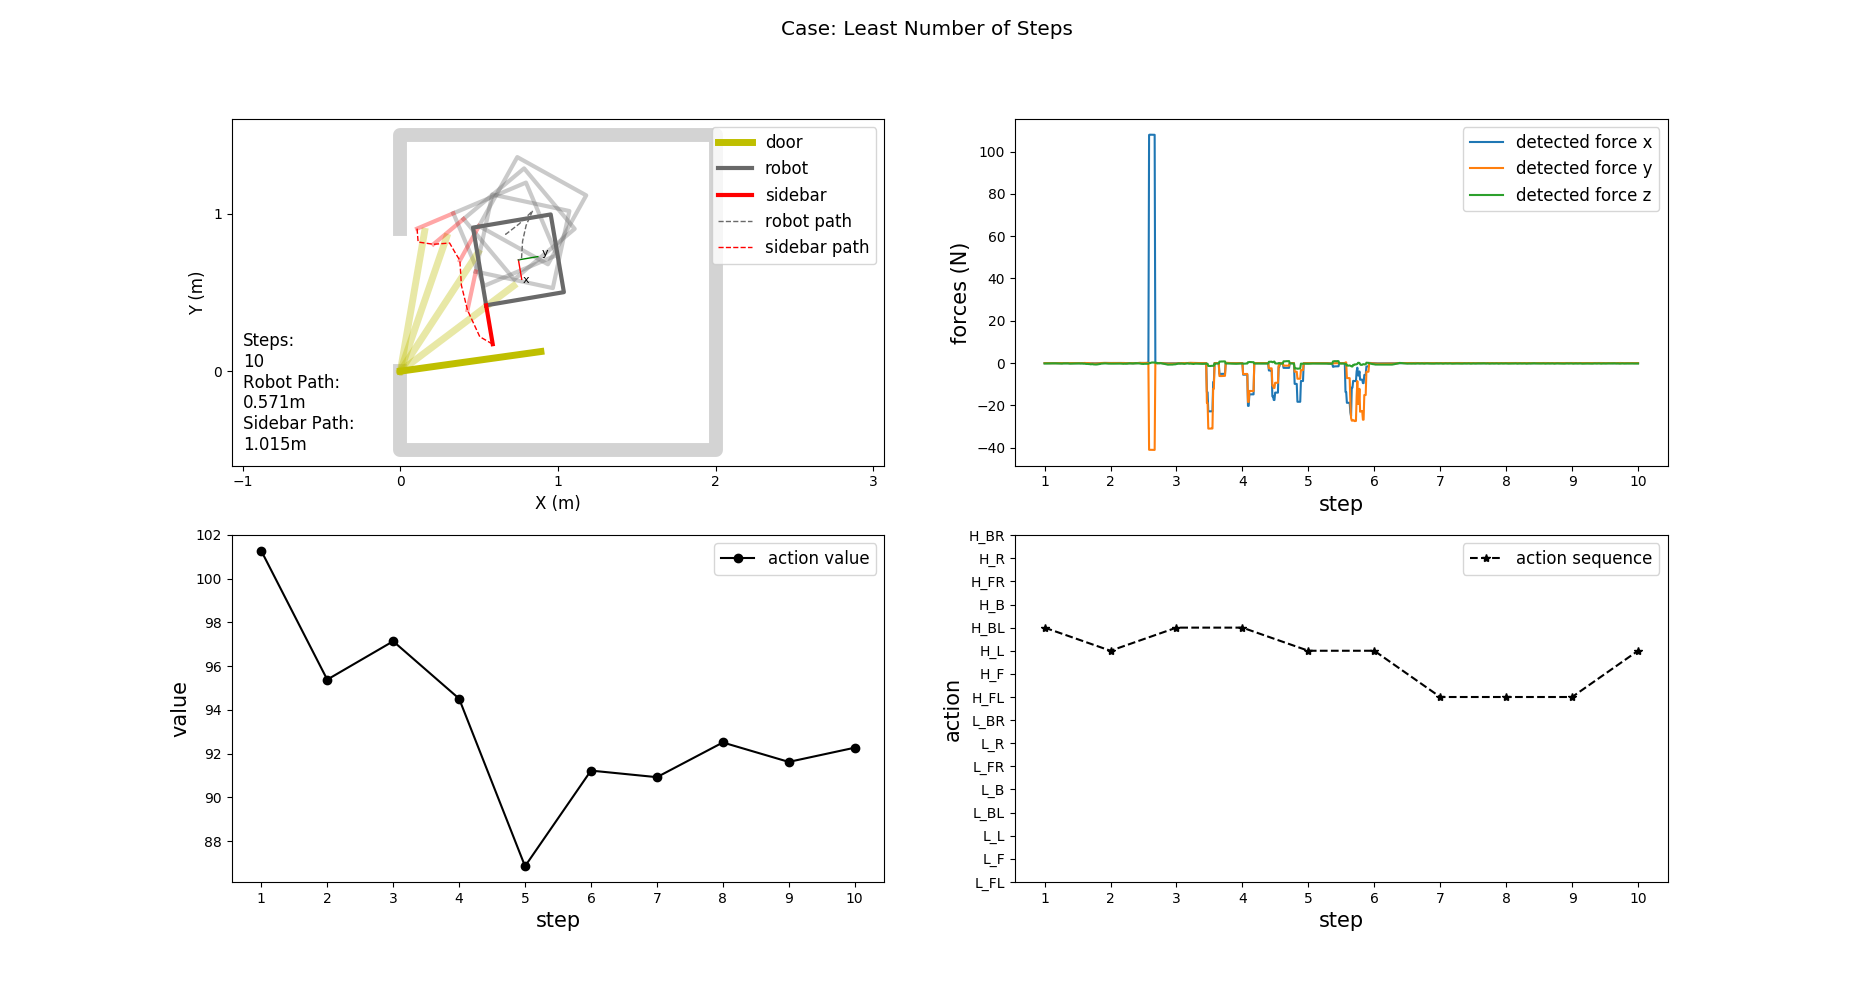 Case: Least Number of Steps
door
robot
sidebar
robot path
sidebar path
y
x
Steps:
10
Robot Path:
0.571m
Sidebar Path:
1.015m
Y (m)
1
0
−1 0 1 2 3
X (m)
detected force x
detected force y
detected force z
forces (N)
100
80
60
40
20
0
−20
−40
1 2 3 4 5 6 7 8 9 10
step
action value
value
102
100
98
96
94
92
90
88
1 2 3 4 5 6 7 8 9 10
step
action sequence
action
H_BR
H_R
H_FR
H_B
H_BL
H_L
H_F
H_FL
L_BR
L_R
L_FR
L_B
L_BL
L_L
L_F
L_FL
1 2 3 4 5 6 7 8 9 10
step